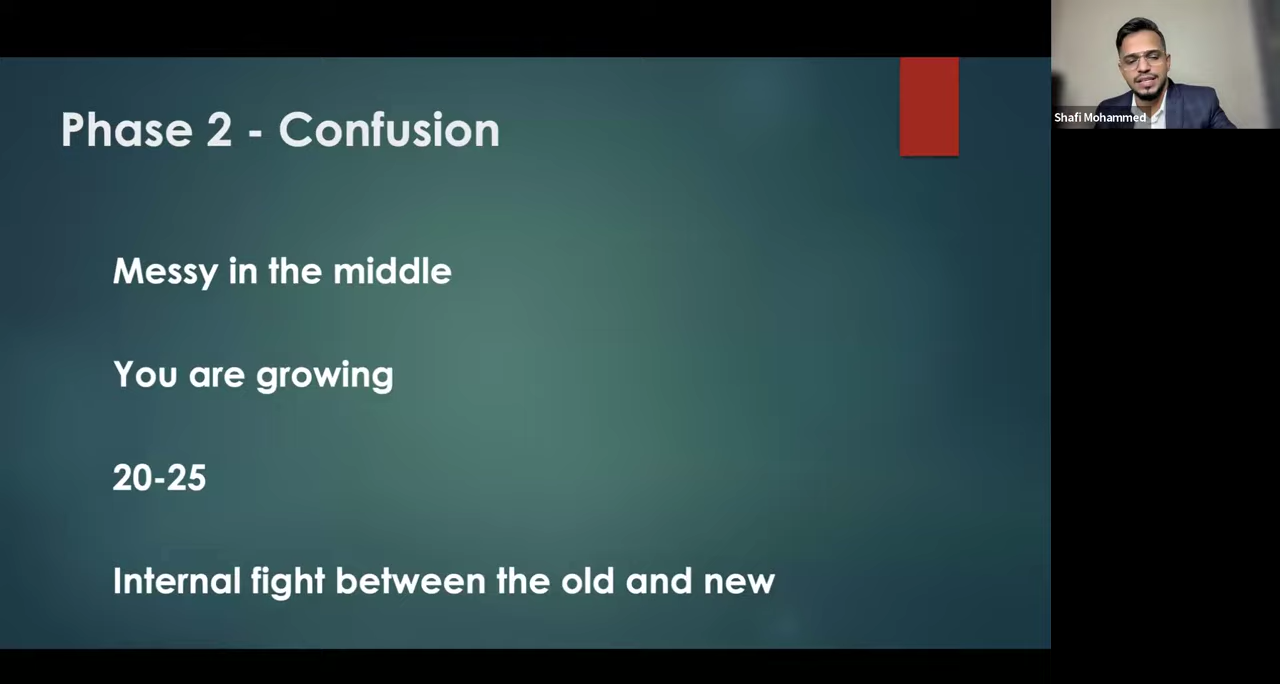 Phase 2 - Confusion
Shafi Mohammed
Messy in the middle
You are growing
20-25
Internal fight between the old and new